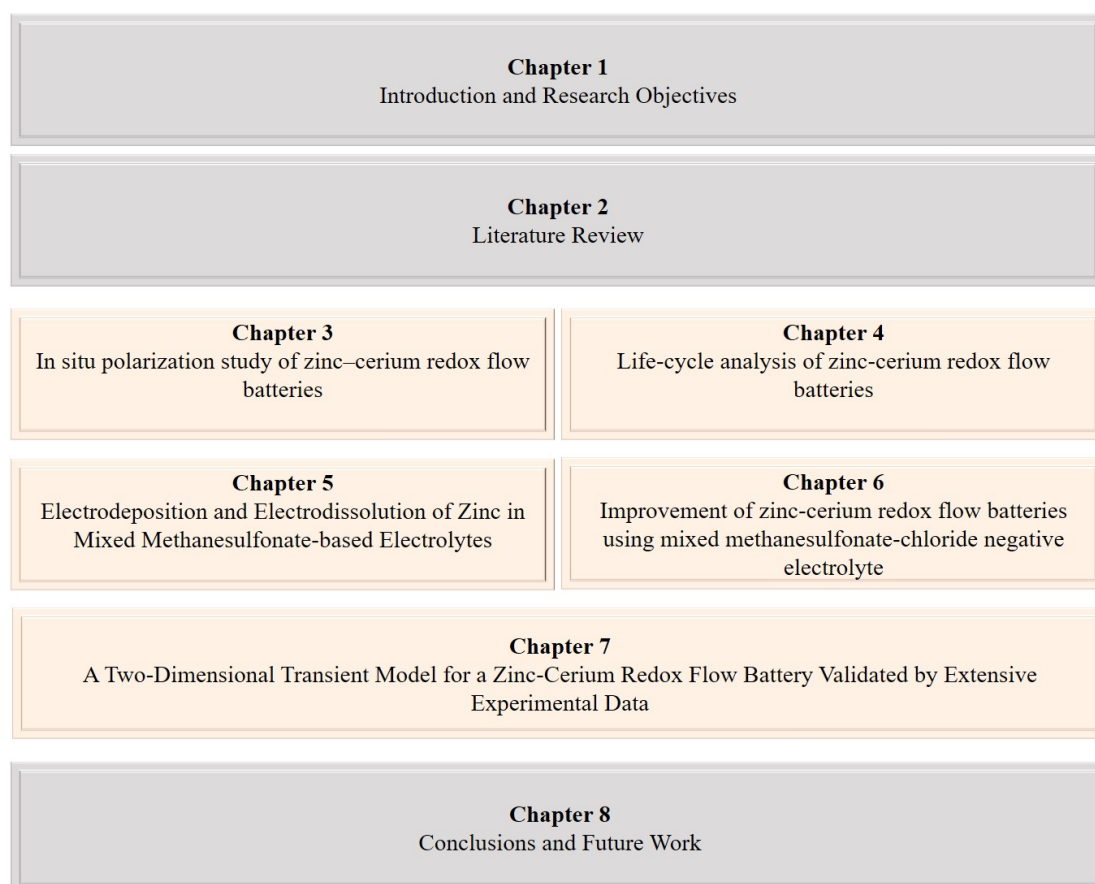 Chapter 1
Introduction and Research Objectives
Chapter 2
Literature Review
Chapter 3
In situ polarization study of zinc–cerium redox flow
batteries
Chapter 4
Life-cycle analysis of zinc-cerium redox flow
batteries
Chapter 5
Electrodeposition and Electrodissolution of Zinc in
Mixed Methanesulfonate-based Electrolytes
Chapter 6
Improvement of zinc-cerium redox flow batteries
using mixed methanesulfonate-chloride negative
electrolyte
Chapter 7
A Two-Dimensional Transient Model for a Zinc-Cerium Redox Flow Battery Validated by Extensive
Experimental Data
Chapter 8
Conclusions and Future Work